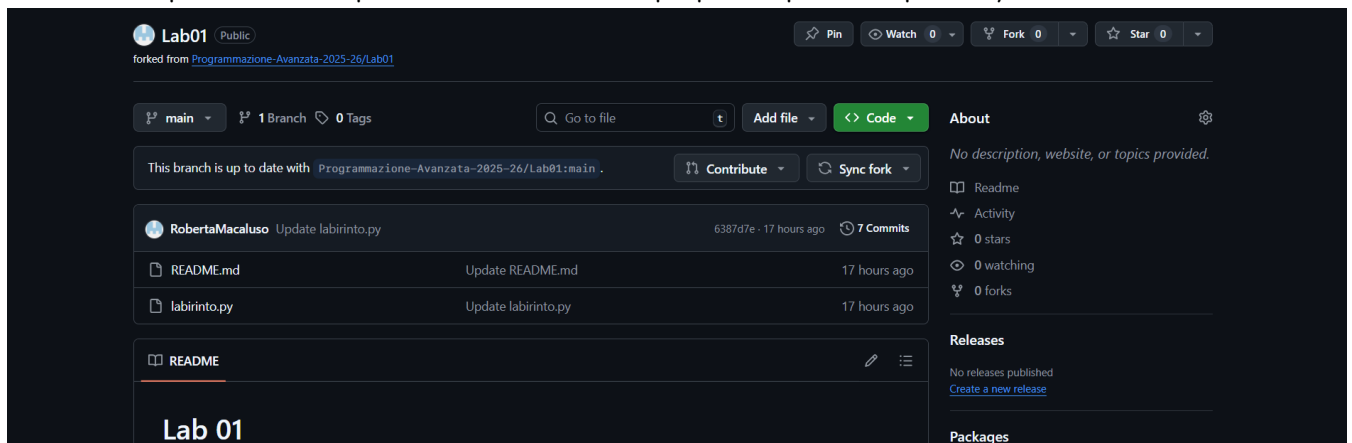 Lab01 Public
Pin
Watch 0
Fork 0
Star 0
forked from Programmazione-Avanzata-2025-26/Lab01
main
1 Branch
0 Tags
Go to file
t
Add file
<> Code
About
This branch is up to date with Programmazione-Avanzata-2025-26/Lab01:main .
Contribute
Sync fork
No description, website, or topics provided.
Readme
Activity
0 stars
0 watching
0 forks
RobertaMacaluso Update labirinto.py
6387d7e · 17 hours ago
7 Commits
README.md Update README.md 17 hours ago
labirinto.py Update labirinto.py 17 hours ago
README
Lab 01
Releases
No releases published
Create a new release
Packages